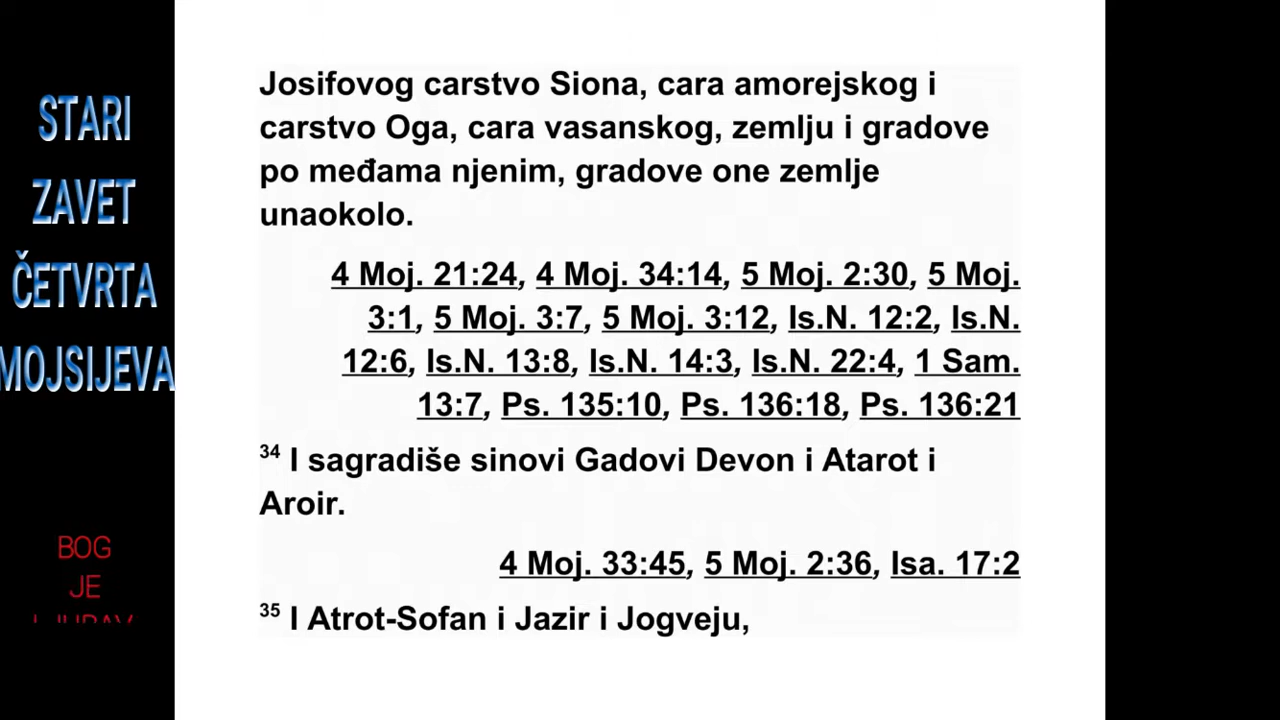 STARI
ZAVET
ČETVRTA
MOJSIJEVA
BOG
JE
LJUBAV
Josifovog carstvo Siona, cara amorejskog i
carstvo Oga, cara vasanskog, zemlju i gradove
po međama njenim, gradove one zemlje
unaokolo.
4 Moj. 21:24, 4 Moj. 34:14, 5 Moj. 2:30, 5 Moj.
3:1, 5 Moj. 3:7, 5 Moj. 3:12, Is.N. 12:2, Is.N.
12:6, Is.N. 13:8, Is.N. 14:3, Is.N. 22:4, 1 Sam.
13:7, Ps. 135:10, Ps. 136:18, Ps. 136:21
34 I sagradiše sinovi Gadovi Devon i Atarot i
Aroir.
4 Moj. 33:45, 5 Moj. 2:36, Isa. 17:2
35 I Atrot-Sofan i Jazir i Jogveju,